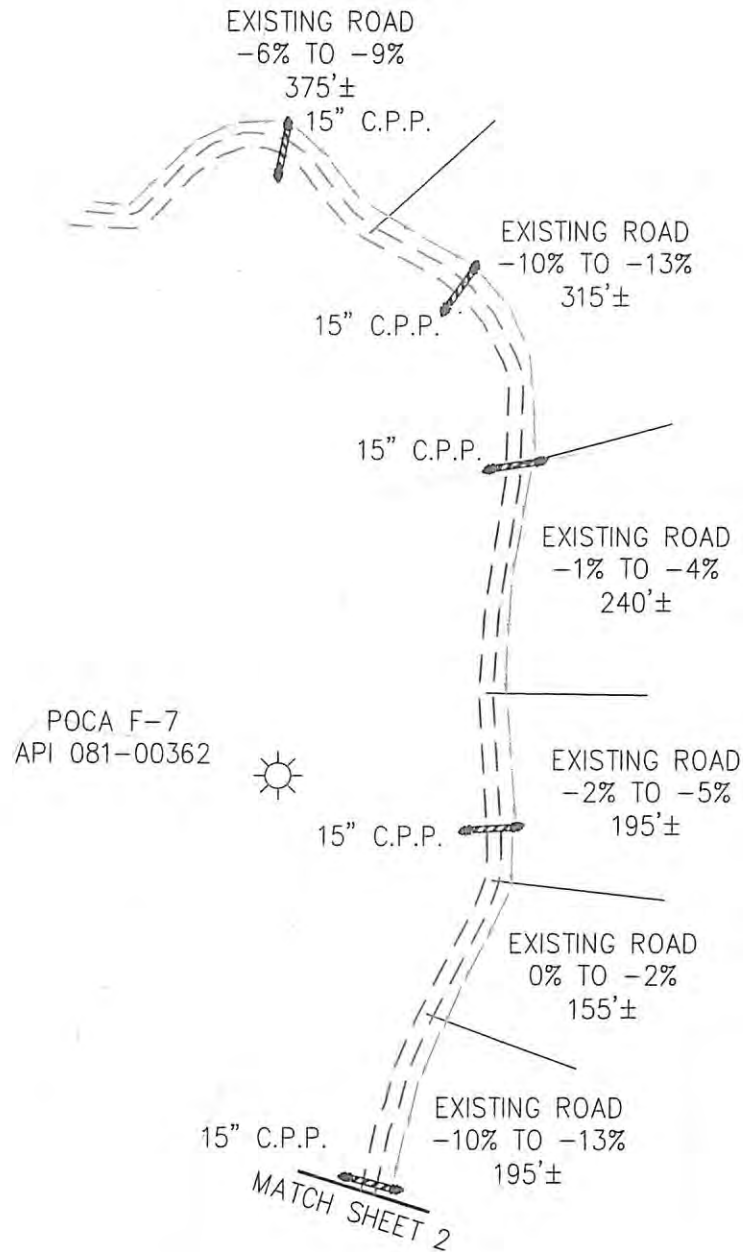 EXISTING ROAD
-6% TO -9%
375'±
15" C.P.P.
EXISTING ROAD
-10% TO -13%
315'±
15" C.P.P.
15" C.P.P.
EXISTING ROAD
-1% TO -4%
240'±
POCA F-7
API 081-00362
EXISTING ROAD
-2% TO -5%
195'±
15" C.P.P.
EXISTING ROAD
0% TO -2%
155'±
EXISTING ROAD
-10% TO -13%
195'±
15" C.P.P.
MATCH SHEET 2